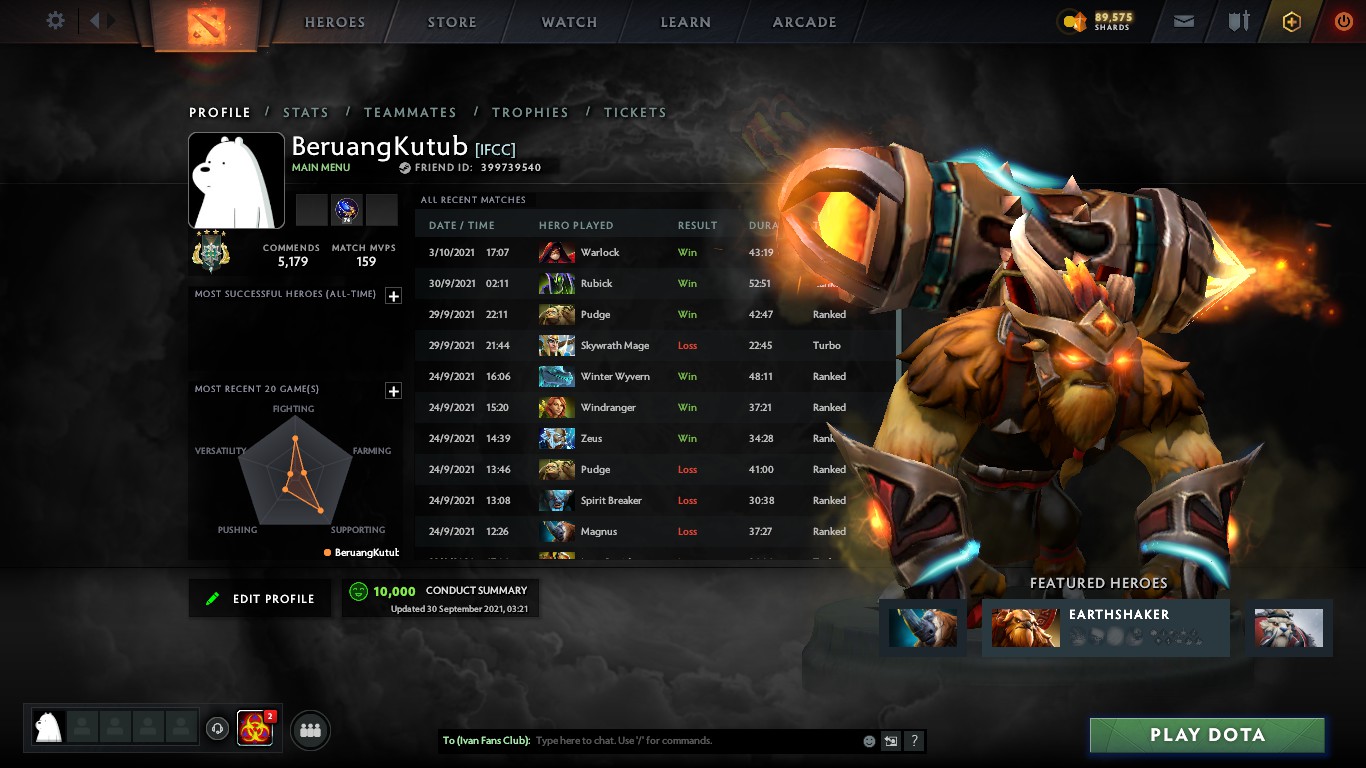 HEROES STORE WATCH LEARN ARCADE
89,575
SHARDS
PROFILE / STATS / TEAMMATES / TROPHIES / TICKETS
BeruangKutub [IFCC]
MAIN MENU FRIEND ID: 399739540
74
COMMENDS MATCH MVPS
5,179 159
MOST SUCCESSFUL HEROES (ALL-TIME)
MOST RECENT 20 GAME(S)
FIGHTING
VERSATILITY FARMING
PUSHING SUPPORTING
BeruangKutub
ALL RECENT MATCHES
DATE / TIME HERO PLAYED RESULT DURA
3/10/2021 17:07 Warlock Win 43:19
30/9/2021 02:11 Rubick Win 52:51
29/9/2021 22:11 Pudge Win 42:47 Ranked
29/9/2021 21:44 Skywrath Mage Loss 22:45 Turbo
24/9/2021 16:06 Winter Wyvern Win 48:11 Ranked
24/9/2021 15:20 Windranger Win 37:21 Ranked
24/9/2021 14:39 Zeus Win 34:28 Ranked
24/9/2021 13:46 Pudge Loss 41:00 Ranked
24/9/2021 13:08 Spirit Breaker Loss 30:38 Ranked
24/9/2021 12:26 Magnus Loss 37:27 Ranked
EDIT PROFILE
10,000 CONDUCT SUMMARY
Updated 30 September 2021, 03:21
FEATURED HEROES
EARTHSHAKER
2
To (Ivan Fans Club): Type here to chat. Use '/' for commands.
?
PLAY DOTA